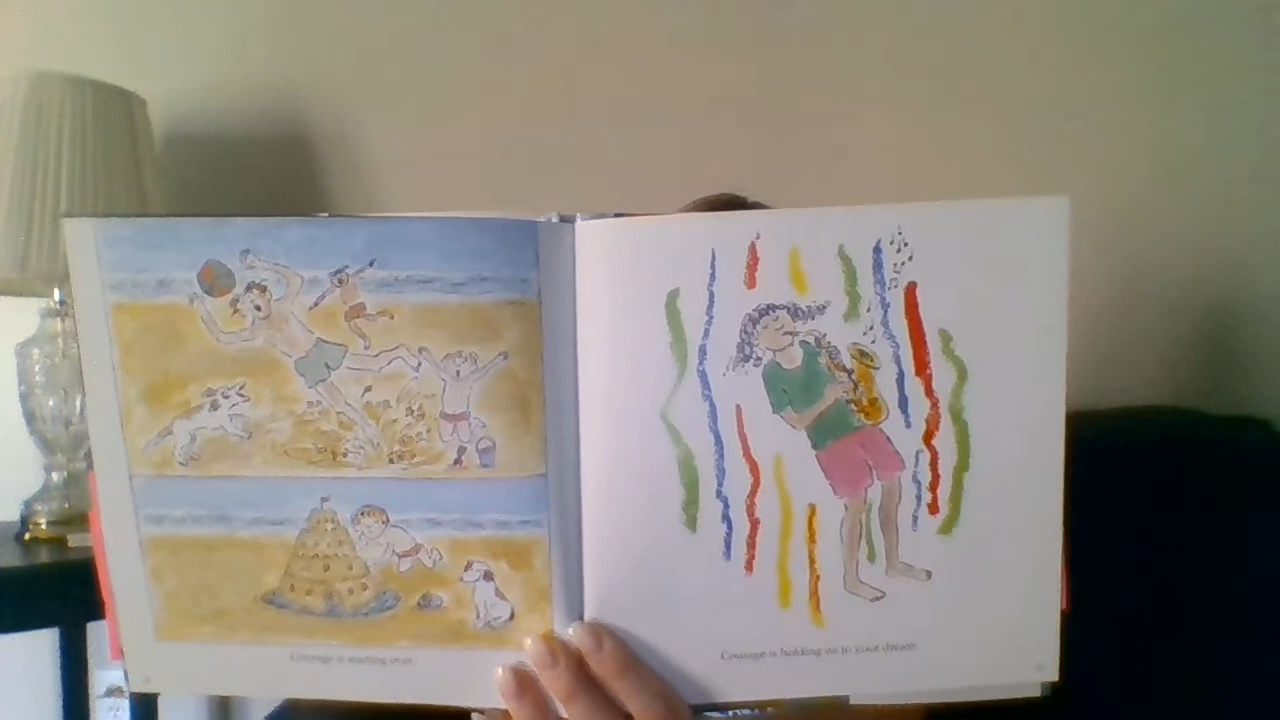 Courage is starting over.
Courage is holding on to your dream.